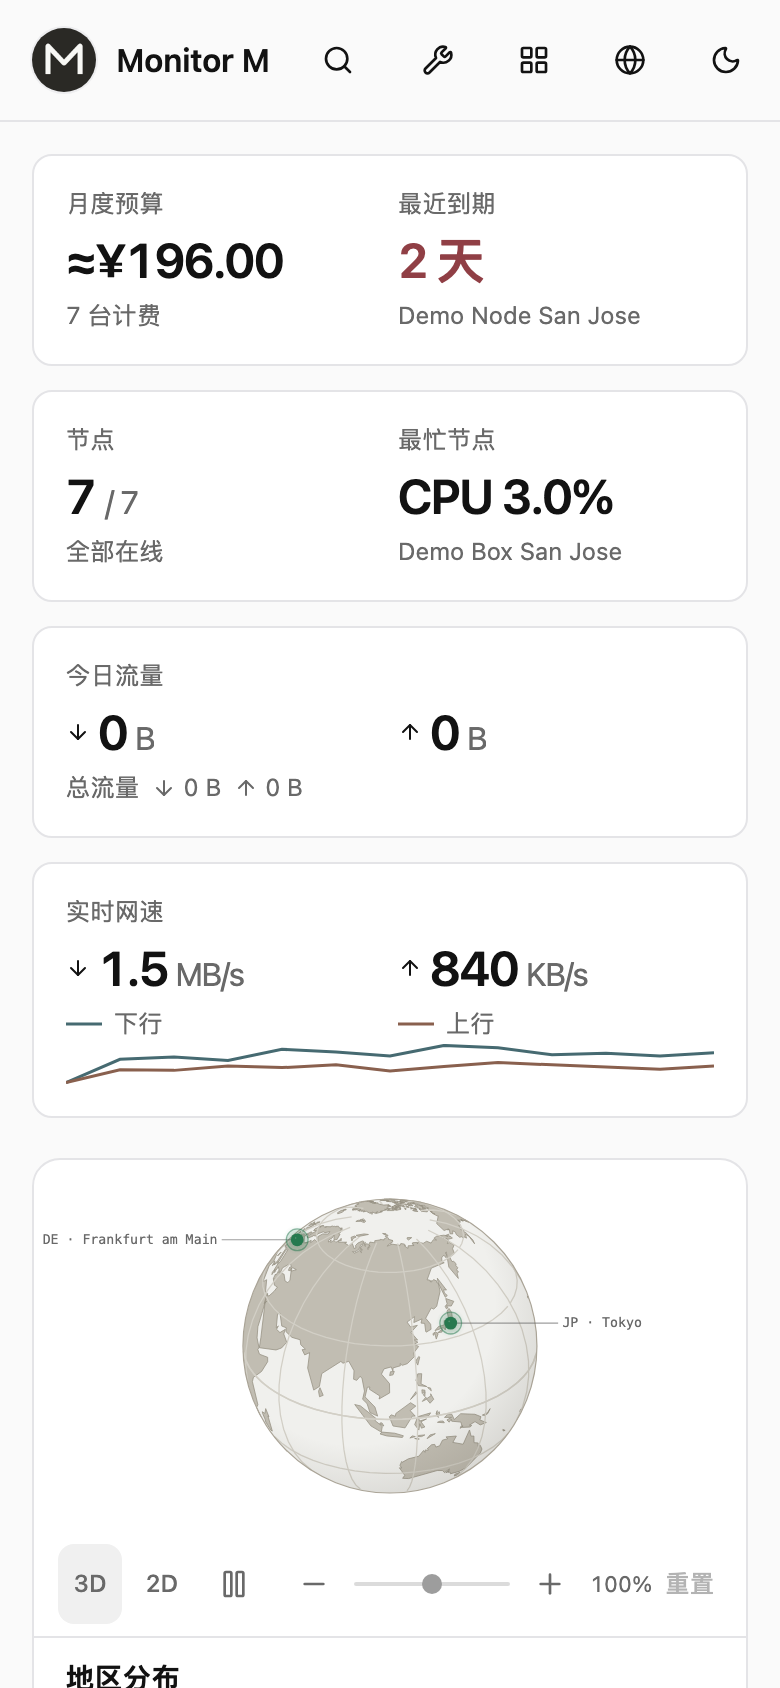 Monitor M
月度预算 最近到期
≈¥196.00 2 天
7 台计费 Demo Node San Jose
节点 最忙节点
7 / 7 CPU 3.0%
全部在线 Demo Box San Jose
今日流量
↓ 0 B ↑ 0 B
总流量 ↓ 0 B ↑ 0 B
实时网速
↓ 1.5 MB/s ↑ 840 KB/s
下行 上行
DE · Frankfurt am Main
JP · Tokyo
3D 2D 100% 重置
地区分布